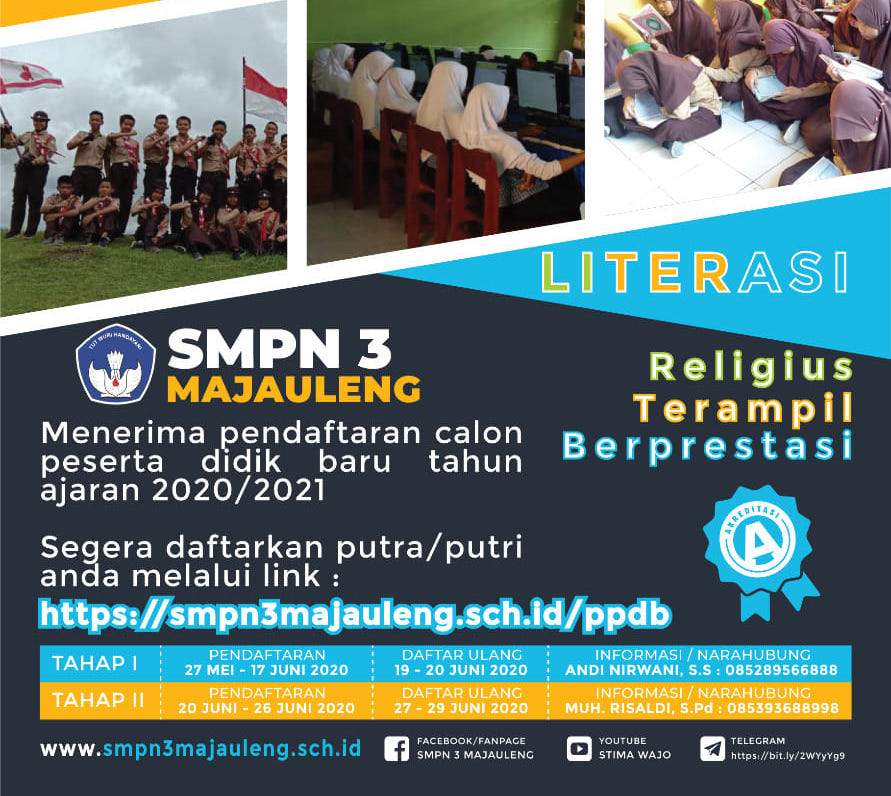 LITERASI
TUT WURI HANDAYANI
SMPN 3
MAJAULENG
Religius
Terampil
Berprestasi
Menerima pendaftaran calon
peserta didik baru tahun
ajaran 2020/2021
AKREDITASI
A
Segera daftarkan putra/putri
anda melalui link :
https://smpn3majauleng.sch.id/ppdb
TAHAP I
PENDAFTARAN
27 MEI - 17 JUNI 2020
DAFTAR ULANG
19 - 20 JUNI 2020
INFORMASI / NARAHUBUNG
ANDI NIRWANI, S.S : 085289566888
TAHAP II
PENDAFTARAN
20 JUNI - 26 JUNI 2020
DAFTAR ULANG
27 - 29 JUNI 2020
INFORMASI / NARAHUBUNG
MUH. RISALDI, S.Pd : 085393688998
www.smpn3majauleng.sch.id
FACEBOOK/FANPAGE
SMPN 3 MAJAULENG
YOUTUBE
STIMA WAJO
TELEGRAM
https://bit.ly/2WYyYg9